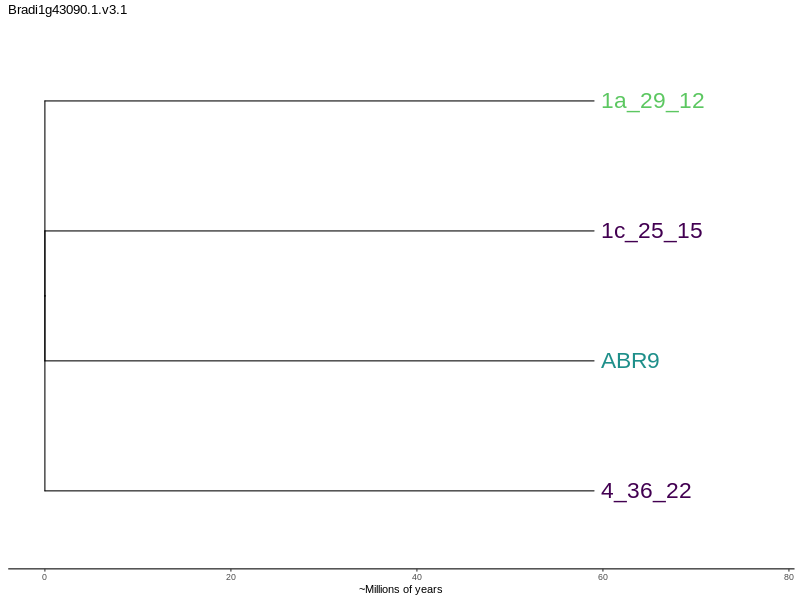 Bradi1g43090.1.v3.1
1a_29_12
1c_25_15
ABR9
4_36_22
0 20 40 60 80
~Millions of years